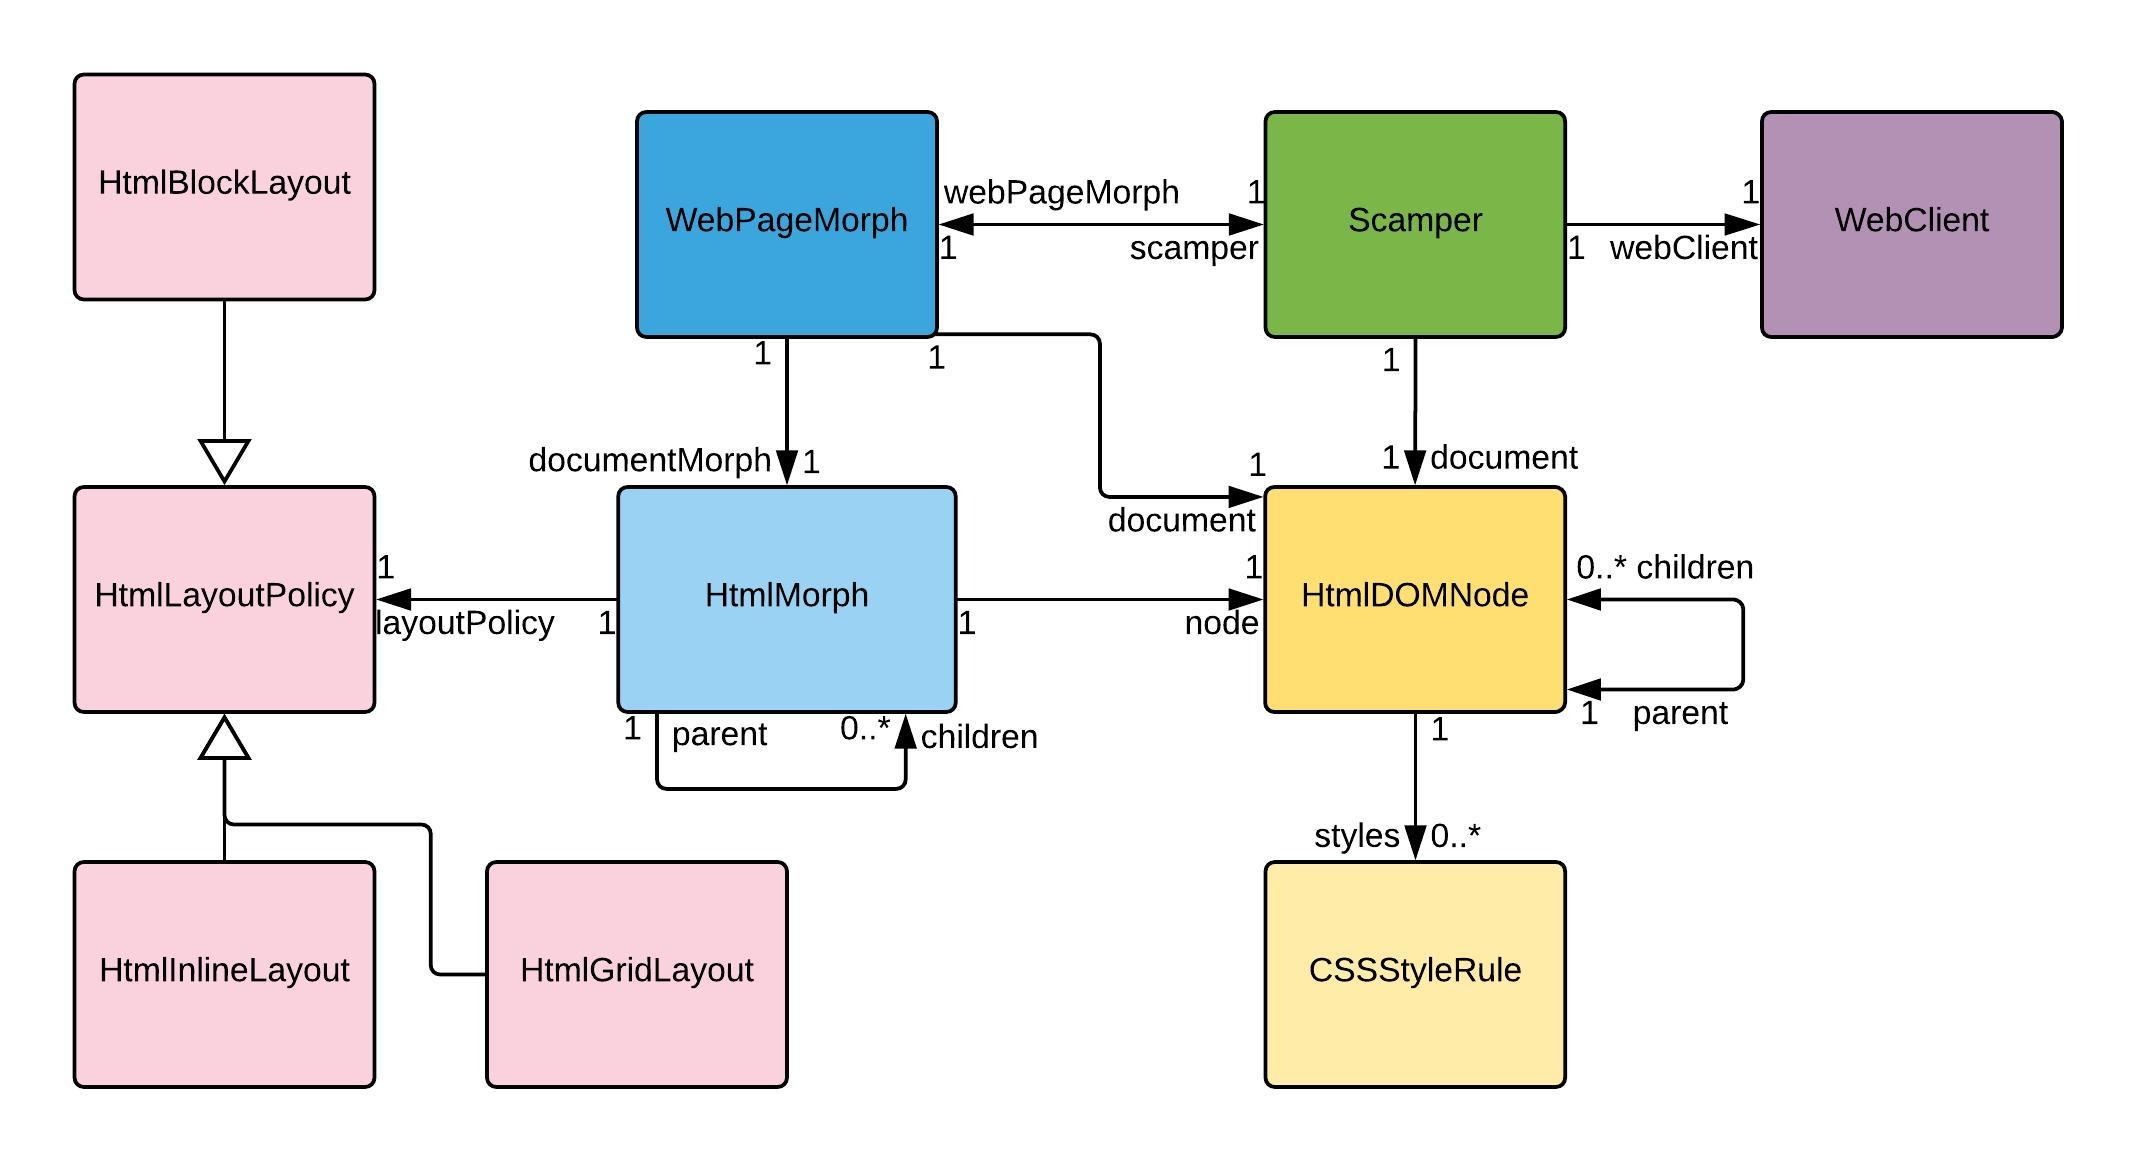 HtmlBlockLayout
WebPageMorph
webPageMorph
1
1
scamper
Scamper
1
webClient
1
WebClient
1
1
1
documentMorph
1
1
document
1
document
HtmlLayoutPolicy
1
layoutPolicy
1
HtmlMorph
1
1
node
HtmlDOMNode
0..* children
1
parent
1
parent
0..*
children
1
styles
0..*
HtmlInlineLayout
HtmlGridLayout
CSSStyleRule